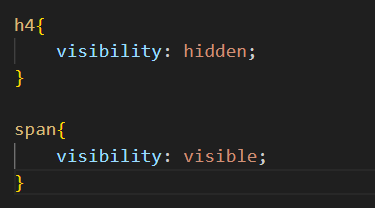 h4{
    visibility: hidden;
}

span{
    visibility: visible;
}